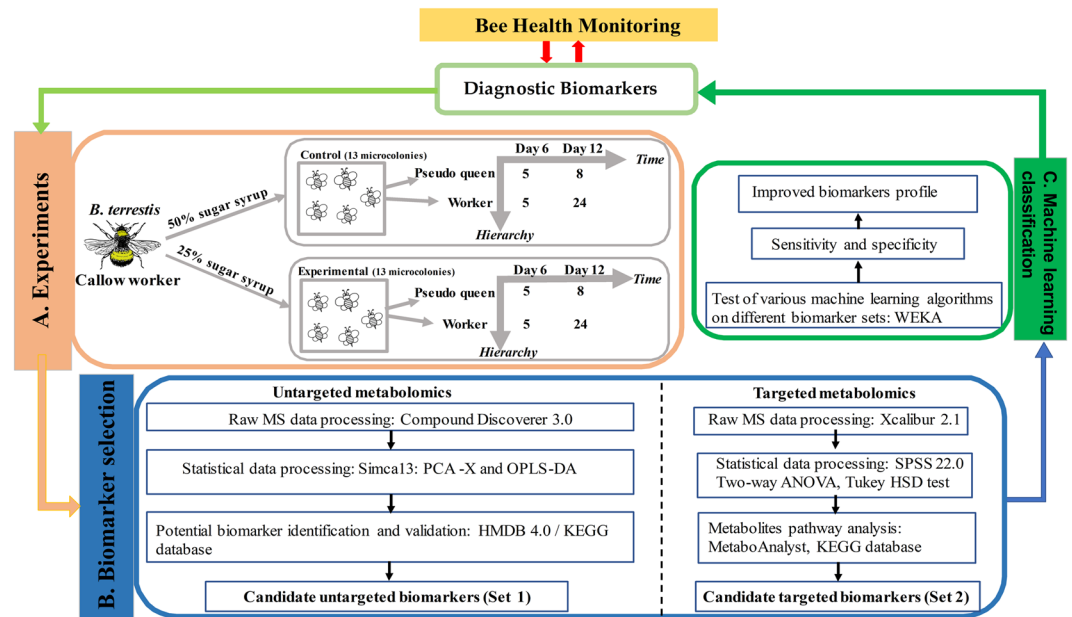 Bee Health Monitoring
Diagnostic Biomarkers
A. Experiments
B. terrestis
Callow worker
50% sugar syrup
25% sugar syrup
Control (13 microcolonies)
Day 6 Day 12
Time
Pseudo queen 5 8
Worker 5 24
Hierarchy
Experimental (13 microcolonies)
Day 6 Day 12
Time
Pseudo queen 5 8
Worker 5 24
Hierarchy
B. Biomarker selection
Untargeted metabolomics
Raw MS data processing: Compound Discoverer 3.0
Statistical data processing: Simca13: PCA -X and OPLS-DA
Potential biomarker identification and validation: HMDB 4.0 / KEGG
database
Candidate untargeted biomarkers (Set 1)
Targeted metabolomics
Raw MS data processing: Xcalibur 2.1
Statistical data processing: SPSS 22.0
Two-way ANOVA, Tukey HSD test
Metabolites pathway analysis:
MetaboAnalyst, KEGG database
Candidate targeted biomarkers (Set 2)
C. Machine learning
classification
Improved biomarkers profile
Sensitivity and specificity
Test of various machine learning algorithms
on different biomarker sets: WEKA